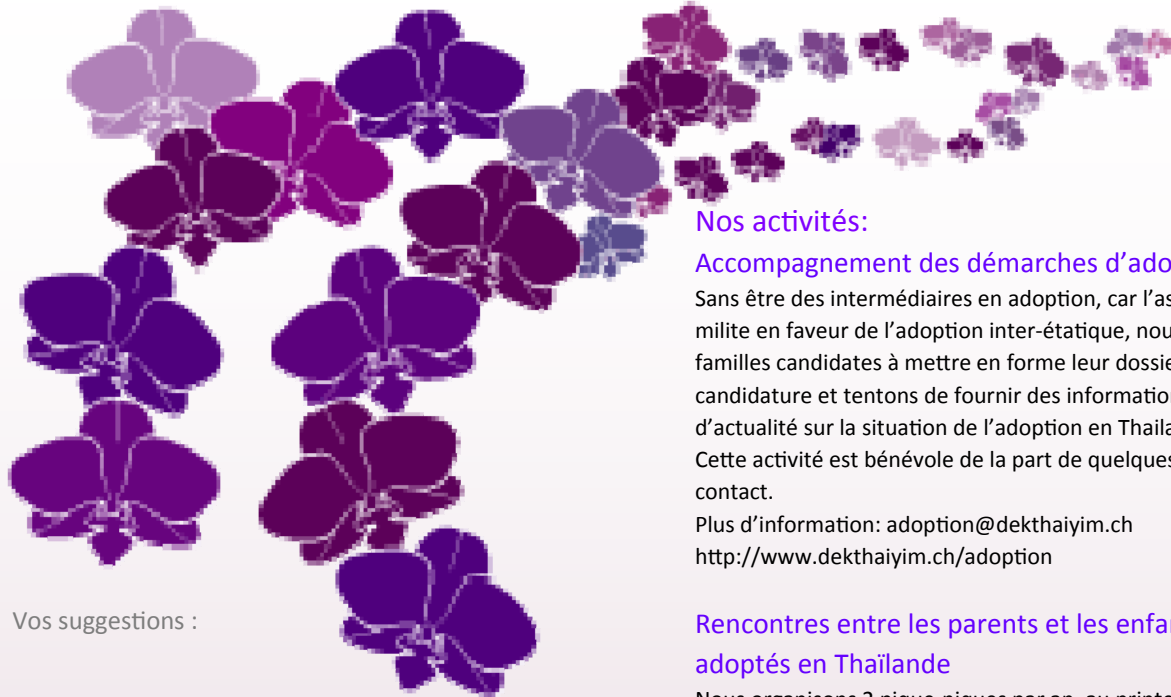 Nos activités:
Accompagnement des démarches d’ado
Sans être des intermédiaires en adoption, car l’as
milite en faveur de l’adoption inter-étatique, nou
familles candidates à mettre en forme leur dossie
candidature et tentons de fournir des information
d’actualité sur la situation de l’adoption en Thaila
Cette activité est bénévole de la part de quelques
contact.
Plus d’information: adoption@dekthaiyim.ch
http://www.dekthaiyim.ch/adoption
Vos suggestions :
Rencontres entre les parents et les enfa
adoptés en Thaïlande